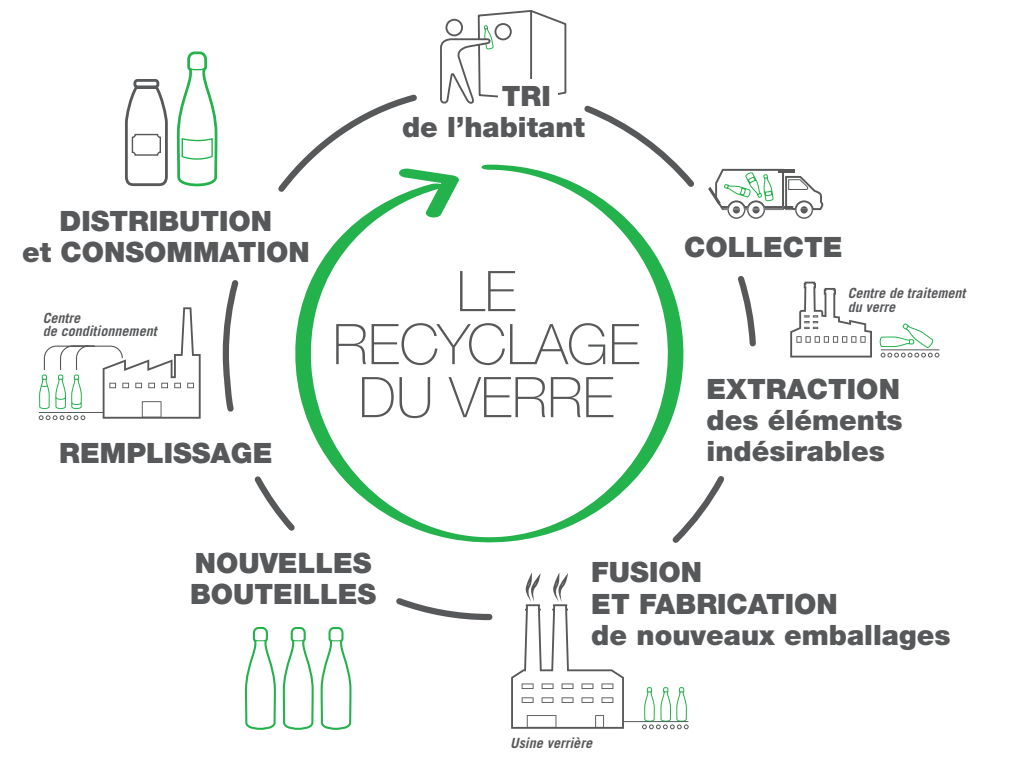 TRI
de l'habitant
COLLECTE
Centre de traitement
du verre
EXTRACTION
des éléments
indésirables
FUSION
ET FABRICATION
de nouveaux emballages
Usine verrière
NOUVELLES
BOUTEILLES
Centre
de conditionnement
REMPLISSAGE
DISTRIBUTION
et CONSOMMATION
LE
RECYCLAGE
DU VERRE